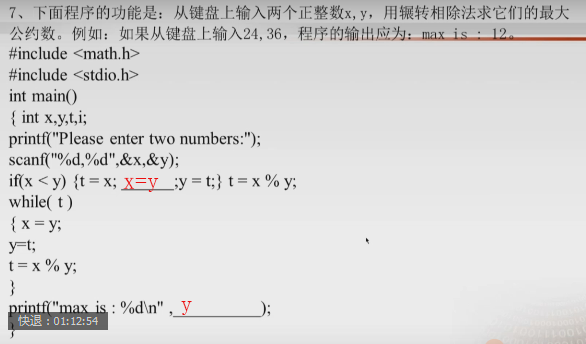 7、下面程序的功能是：从键盘上输入两个正整数x,y，用辗转相除法求它们的最大
公约数。例如：如果从键盘上输入24,36，程序的输出应为：max is : 12。
#include <math.h>
#include <stdio.h>
int main()
{ int x,y,t,i;
printf("Please enter two numbers:");
scanf("%d,%d",&x,&y);
if(x < y) {t = x; x=y ;y = t;} t = x % y;
while( t )
{ x = y;
y=t;
t = x % y;
}
printf("max is : %d\n" , y );
快退：01:12:54
}